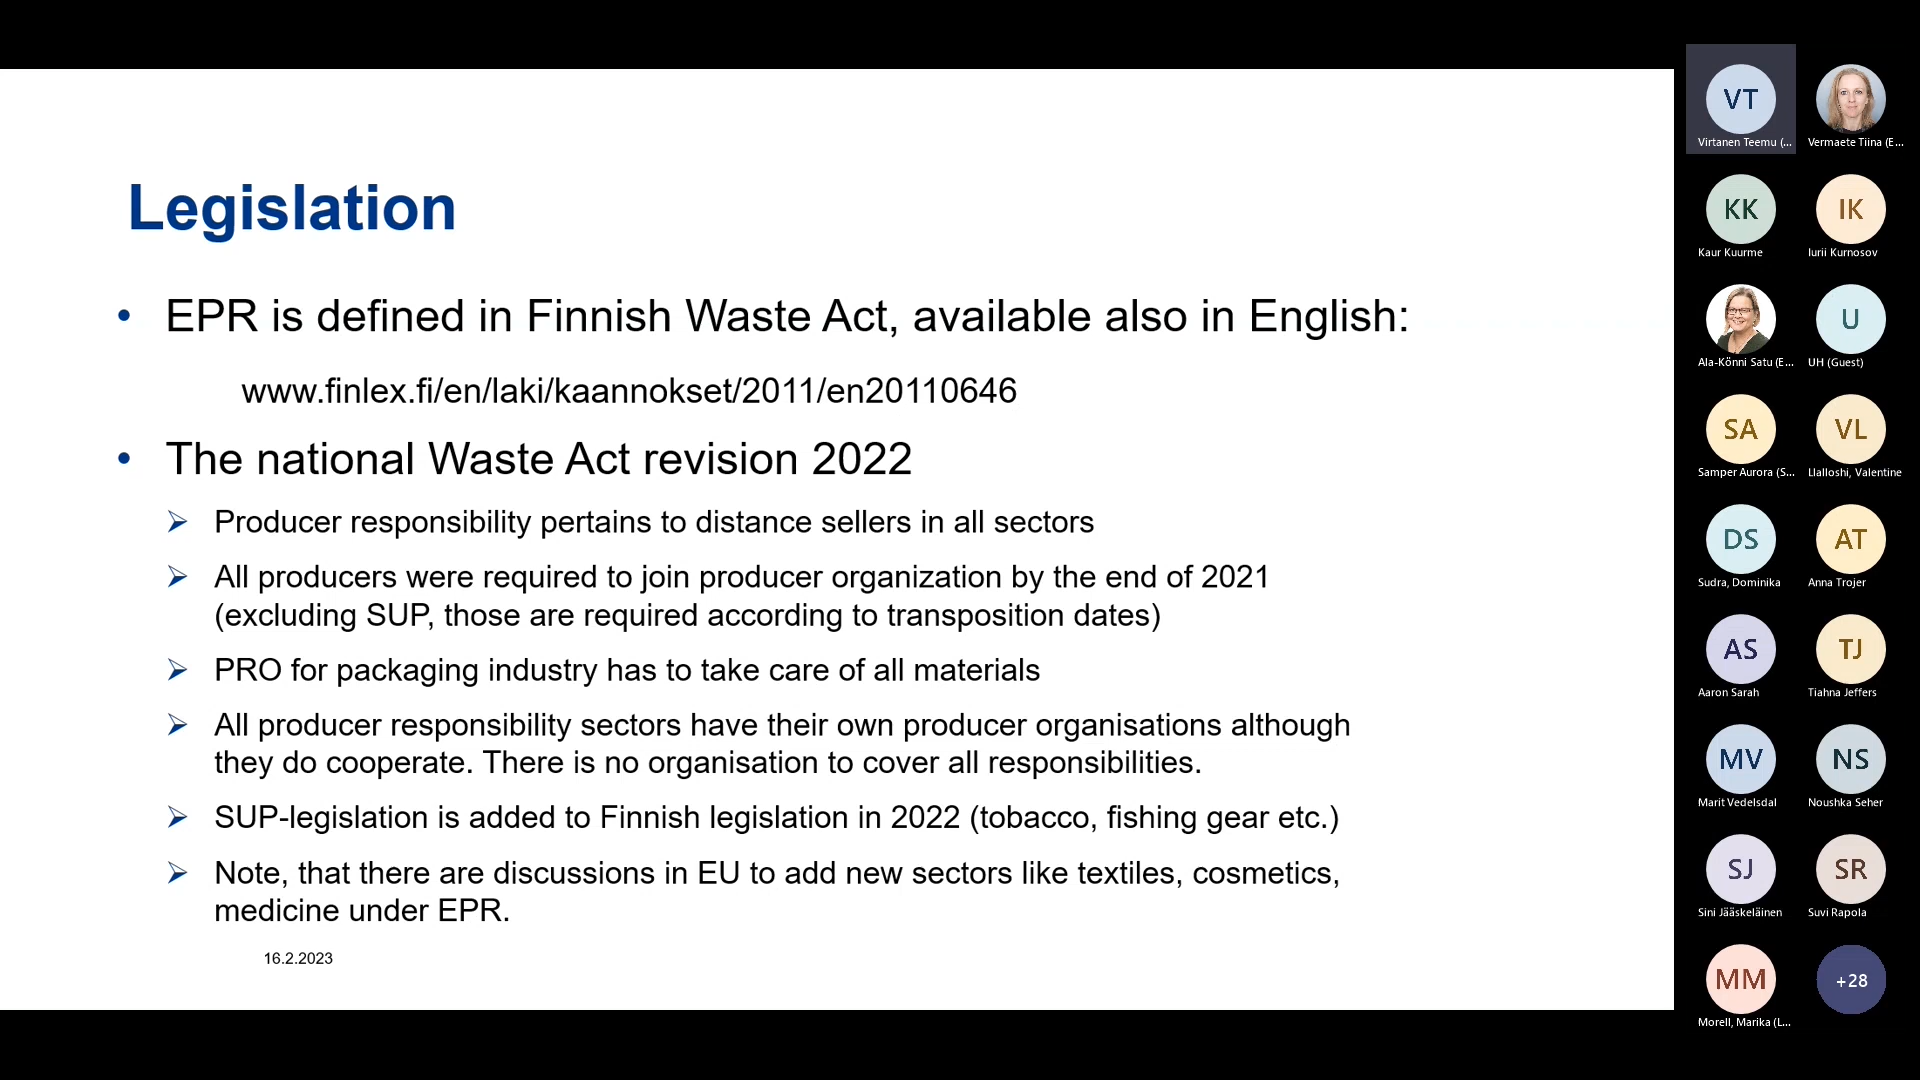 Legislation
• EPR is defined in Finnish Waste Act, available also in English:
www.finlex.fi/en/laki/kaannokset/2011/en20110646
• The national Waste Act revision 2022
➢ Producer responsibility pertains to distance sellers in all sectors
➢ All producers were required to join producer organization by the end of 2021
(excluding SUP, those are required according to transposition dates)
➢ PRO for packaging industry has to take care of all materials
➢ All producer responsibility sectors have their own producer organisations although
they do cooperate. There is no organisation to cover all responsibilities.
➢ SUP-legislation is added to Finnish legislation in 2022 (tobacco, fishing gear etc.)
➢ Note, that there are discussions in EU to add new sectors like textiles, cosmetics,
medicine under EPR.
16.2.2023
VT
Virtanen Teemu (...
Vermaete Tiina (E...
KK
Kaur Kuurme
IK
Iurii Kurnosov
Ala-Könni Satu (E...
U
UH (Guest)
SA
Samper Aurora (S...
VL
Llalloshi, Valentine
DS
Sudra, Dominika
AT
Anna Trojer
AS
Aaron Sarah
TJ
Tiahna Jeffers
MV
Marit Vedelsdal
NS
Noushka Seher
SJ
Sini Jääskeläinen
SR
Suvi Rapola
MM
Morell, Marika (L...
+28